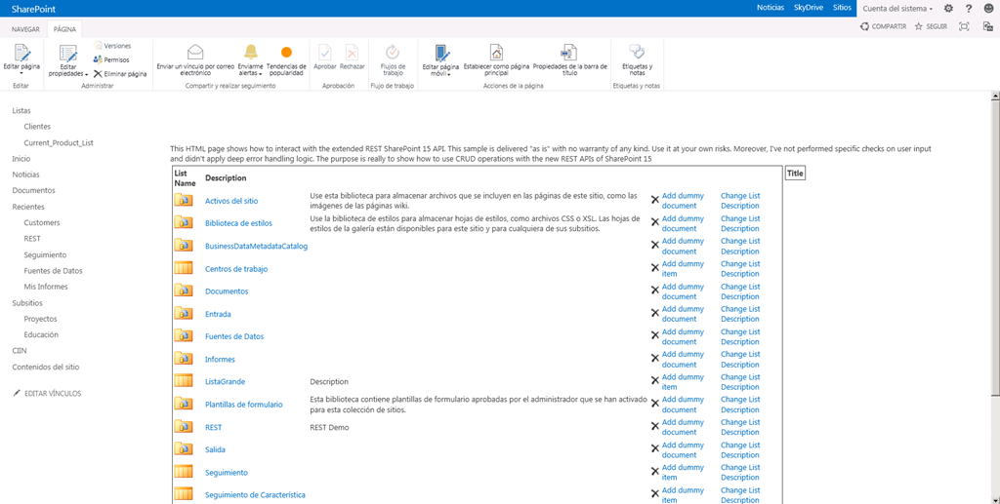 SharePoint
Noticias SkyDrive Sitios Cuenta del sistema ?
NAVEGAR PÁGINA COMPARTIR SEGUIR
Editar página
Editar
Editar propiedades
Versiones
Permisos
Eliminar página
Administrar
Enviar un vínculo por correo electrónico
Enviarme alertas
Tendencias de popularidad
Compartir y realizar seguimiento
Aprobar Rechazar
Aprobación
Flujos de trabajo
Flujo de trabajo
Editar página móvil
Establecer como página principal
Propiedades de la barra de título
Acciones de la página
Etiquetas y notas
Etiquetas y notas
Listas
Clientes
Current_Product_List
Inicio
Noticias
Documentos
Recientes
Customers
REST
Seguimiento
Fuentes de Datos
Mis Informes
Subsitios
Proyectos
Educación
CIIN
Contenidos del sitio
EDITAR VÍNCULOS
This HTML page shows how to interact with the extended REST SharePoint 15 API. This sample is delivered "as is" with no warranty of any kind. Use it at your own risks. Moreover, I've not performed specific checks on user input
and didn't apply deep error handling logic. The purpose is really to show how to use CRUD operations with the new REST APIs of SharePoint 15
List Name Description
Title
Activos del sitio
Use esta biblioteca para almacenar archivos que se incluyen en las páginas de este sitio, como las
imágenes de las páginas wiki.
Add dummy document
Change List Description
Biblioteca de estilos
Use la biblioteca de estilos para almacenar hojas de estilos, como archivos CSS o XSL. Las hojas de
estilos de la galería están disponibles para este sitio y para cualquiera de sus subsitios.
Add dummy document
Change List Description
BusinessDataMetadataCatalog
Add dummy document
Change List Description
Centros de trabajo
Add dummy item
Change List Description
Documentos
Add dummy document
Change List Description
Entrada
Add dummy document
Change List Description
Fuentes de Datos
Add dummy document
Change List Description
Informes
Add dummy document
Change List Description
ListaGrande
Description
Add dummy item
Change List Description
Plantillas de formulario
Esta biblioteca contiene plantillas de formulario aprobadas por el administrador que se han activado
para esta colección de sitios.
Add dummy document
Change List Description
REST
REST Demo
Add dummy document
Change List Description
Salida
Add dummy document
Change List Description
Seguimiento
Add dummy item
Change List Description
Seguimiento de Característica
Add dummy item
Change List Description